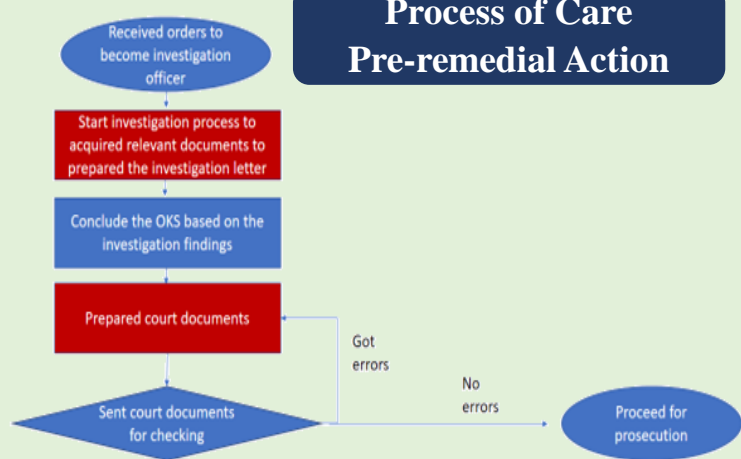 Process of Care
Pre-remedial Action
Received orders to
become investigation
officer
Start investigation process to
acquired relevant documents to
prepared the investigation letter
Conclude the OKS based on the
investigation findings
Prepared court documents
Got
errors
Sent court documents
for checking
No
errors
Proceed for
prosecution